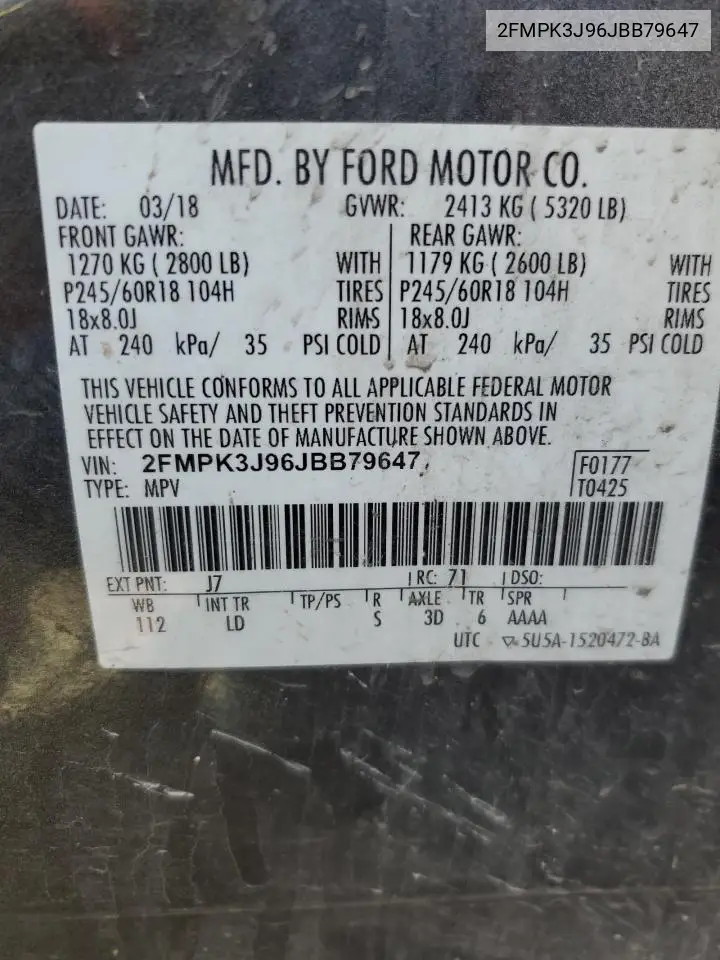 2FMPK3J96JBB79647
MFD. BY FORD MOTOR CO.
DATE: 03/18 GVWR: 2413 KG ( 5320 LB)
FRONT GAWR: REAR GAWR:
1270 KG ( 2800 LB) WITH 1179 KG ( 2600 LB) WITH
P245/60R18 104H TIRES P245/60R18 104H TIRES
18x8.0J RIMS 18x8.0J RIMS
AT 240 kPa/ 35 PSI COLD AT 240 kPa/ 35 PSI COLD
THIS VEHICLE CONFORMS TO ALL APPLICABLE FEDERAL MOTOR
VEHICLE SAFETY AND THEFT PREVENTION STANDARDS IN
EFFECT ON THE DATE OF MANUFACTURE SHOWN ABOVE.
VIN: 2FMPK3J96JBB79647 F0177
TYPE: MPV T0425
EXT PNT: J7 RC: 71 DSO:
WB INT TR TP/PS R AXLE TR SPR
112 LD S 3D 6 AAAA
UTC 5U5A-1520472-BA